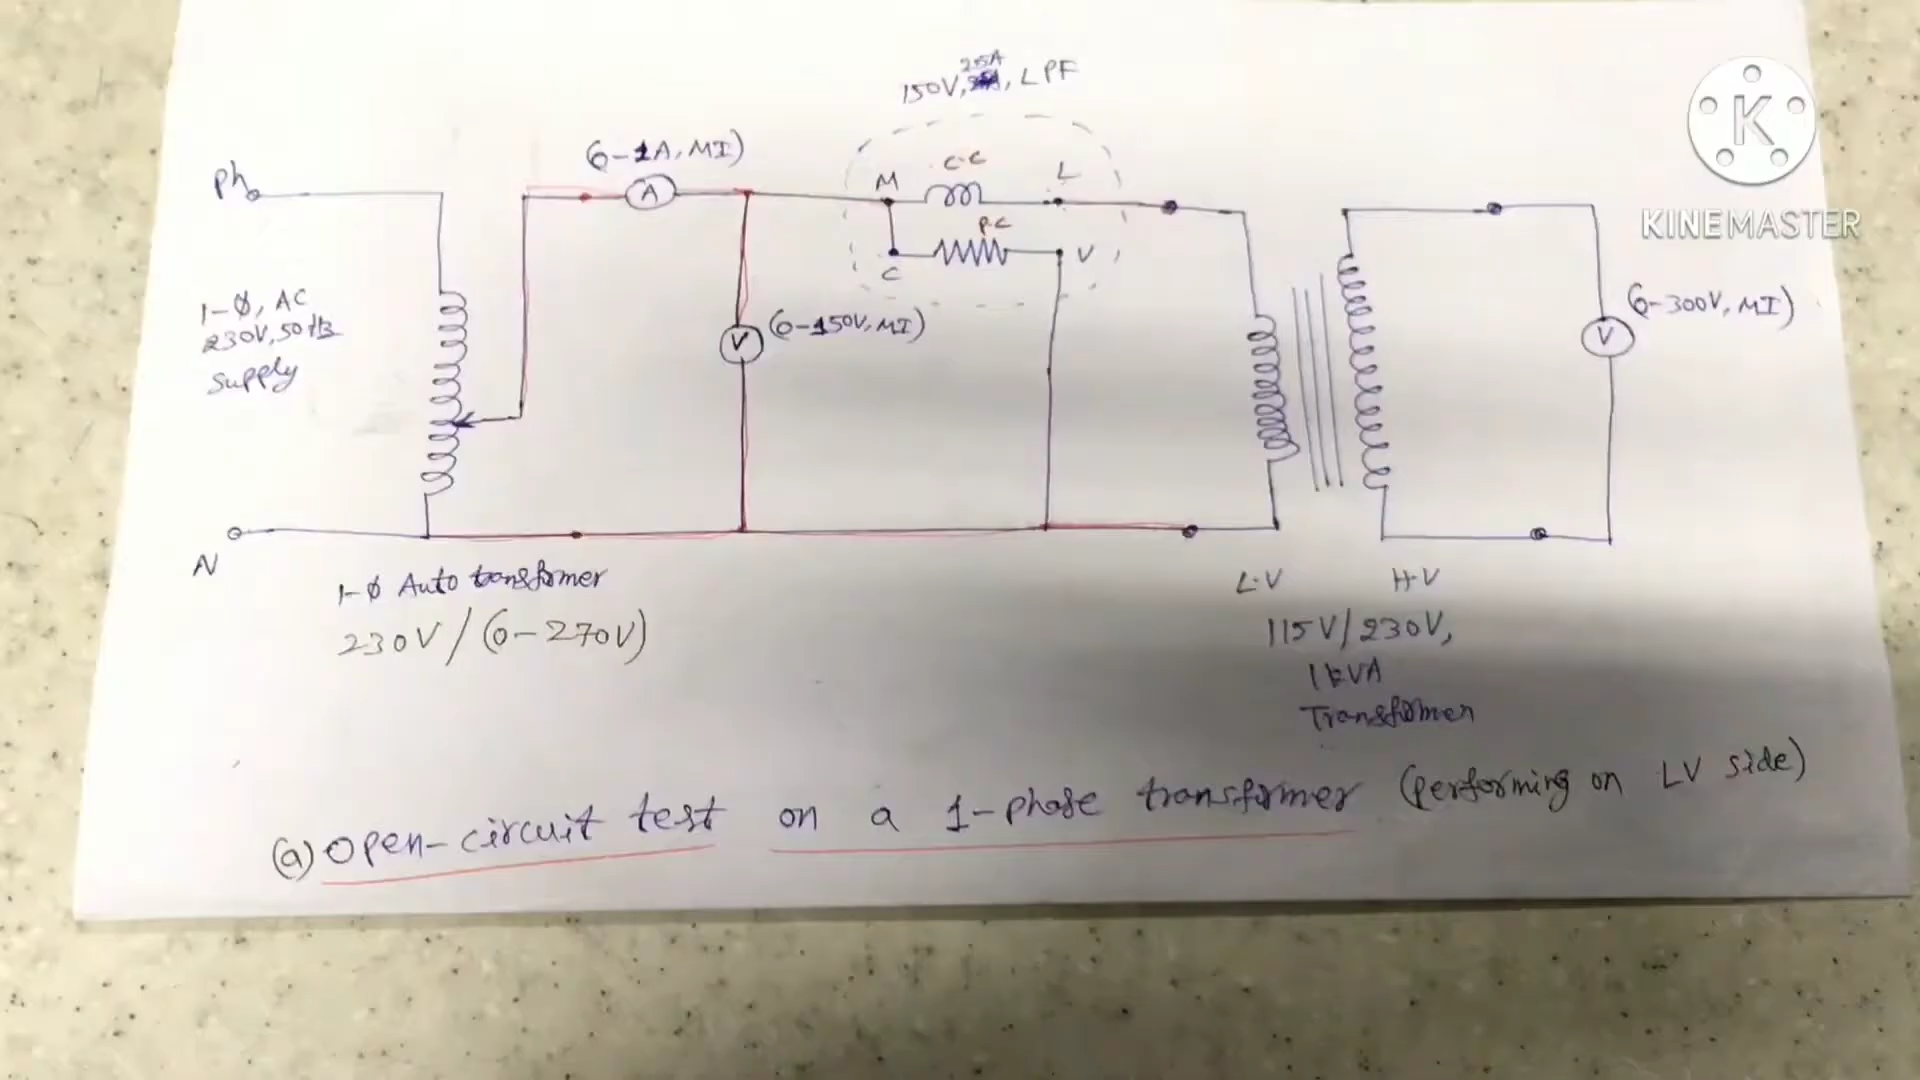 150V, 2.5A, LPF
(0-1A, MI)
Ph
A
M
C.C
L
P.C
C
V
1-Ø, AC
230V, 50Hz
Supply
V
(0-150V, MI)
V
(0-300V, MI)
N
1-Ø Auto transformer
230V / (0-270V)
L.V
H.V
115V/230V,
1kVA
Transformer
(a) Open-circuit test on a 1-phase transformer (performing on LV side)
K
KINEMASTER